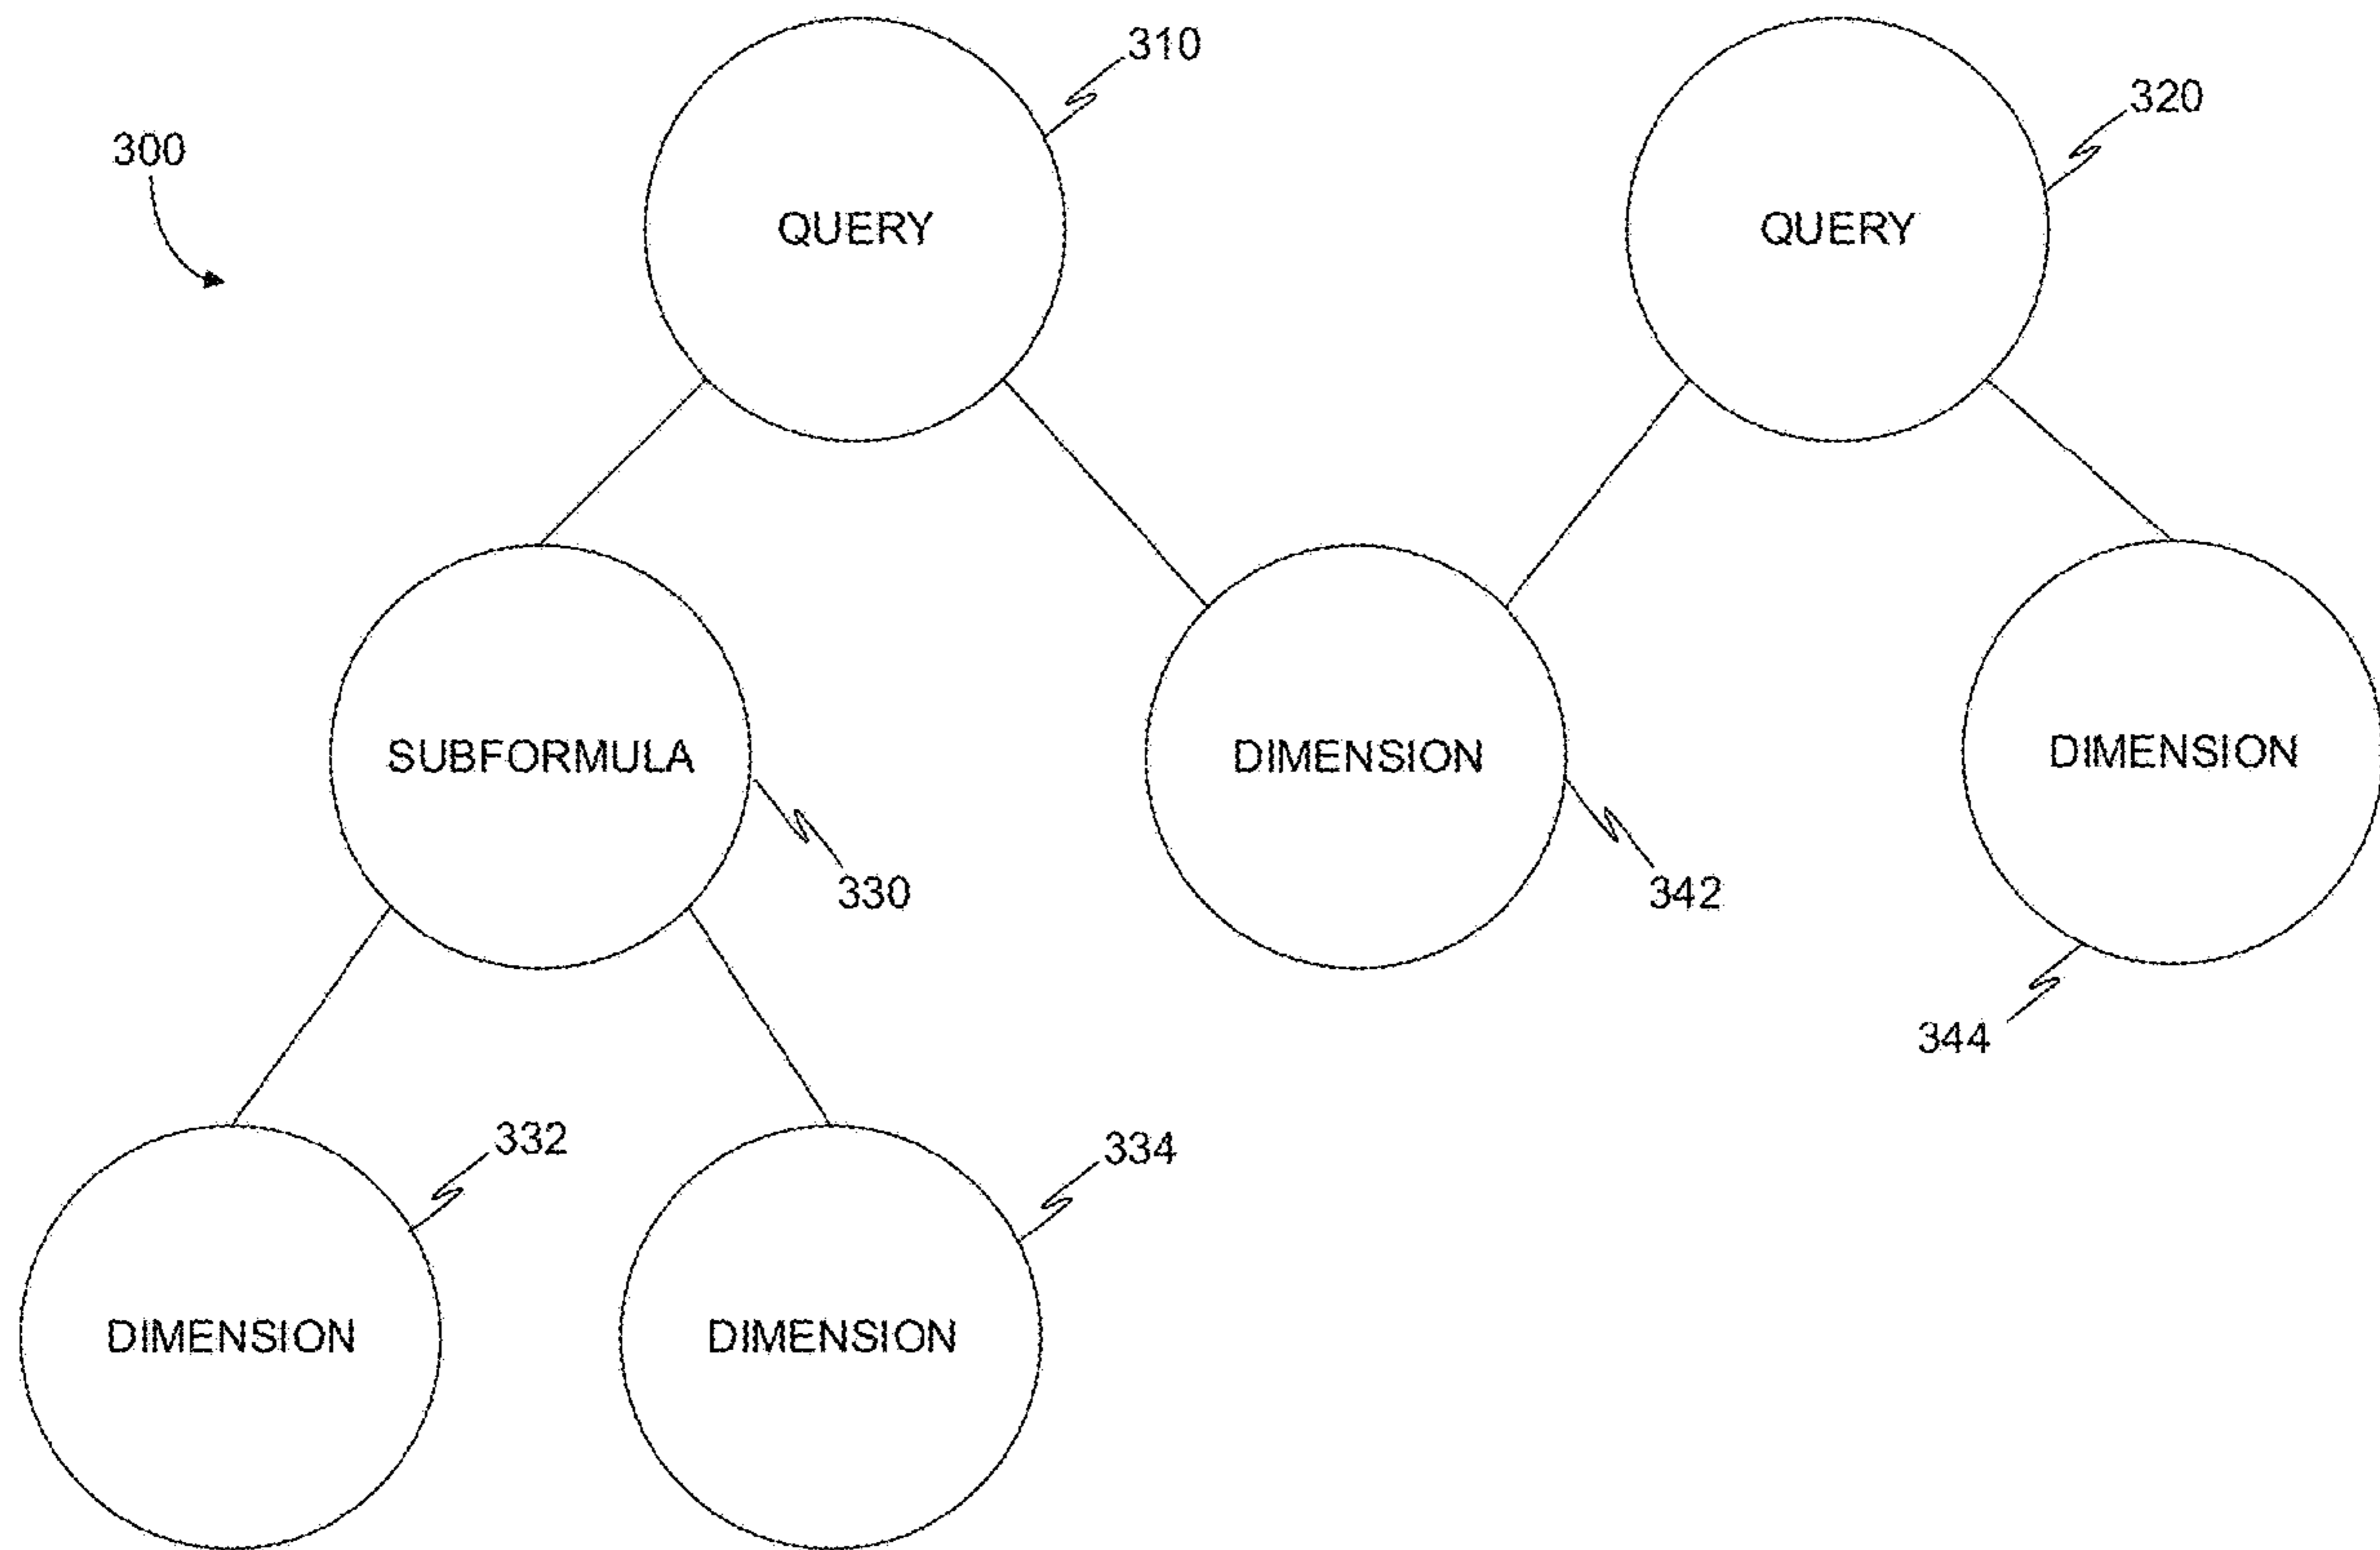 310
320
300
QUERY
QUERY
SUBFORMULA
DIMENSION
DIMENSION
330
342
344
332
334
DIMENSION
DIMENSION